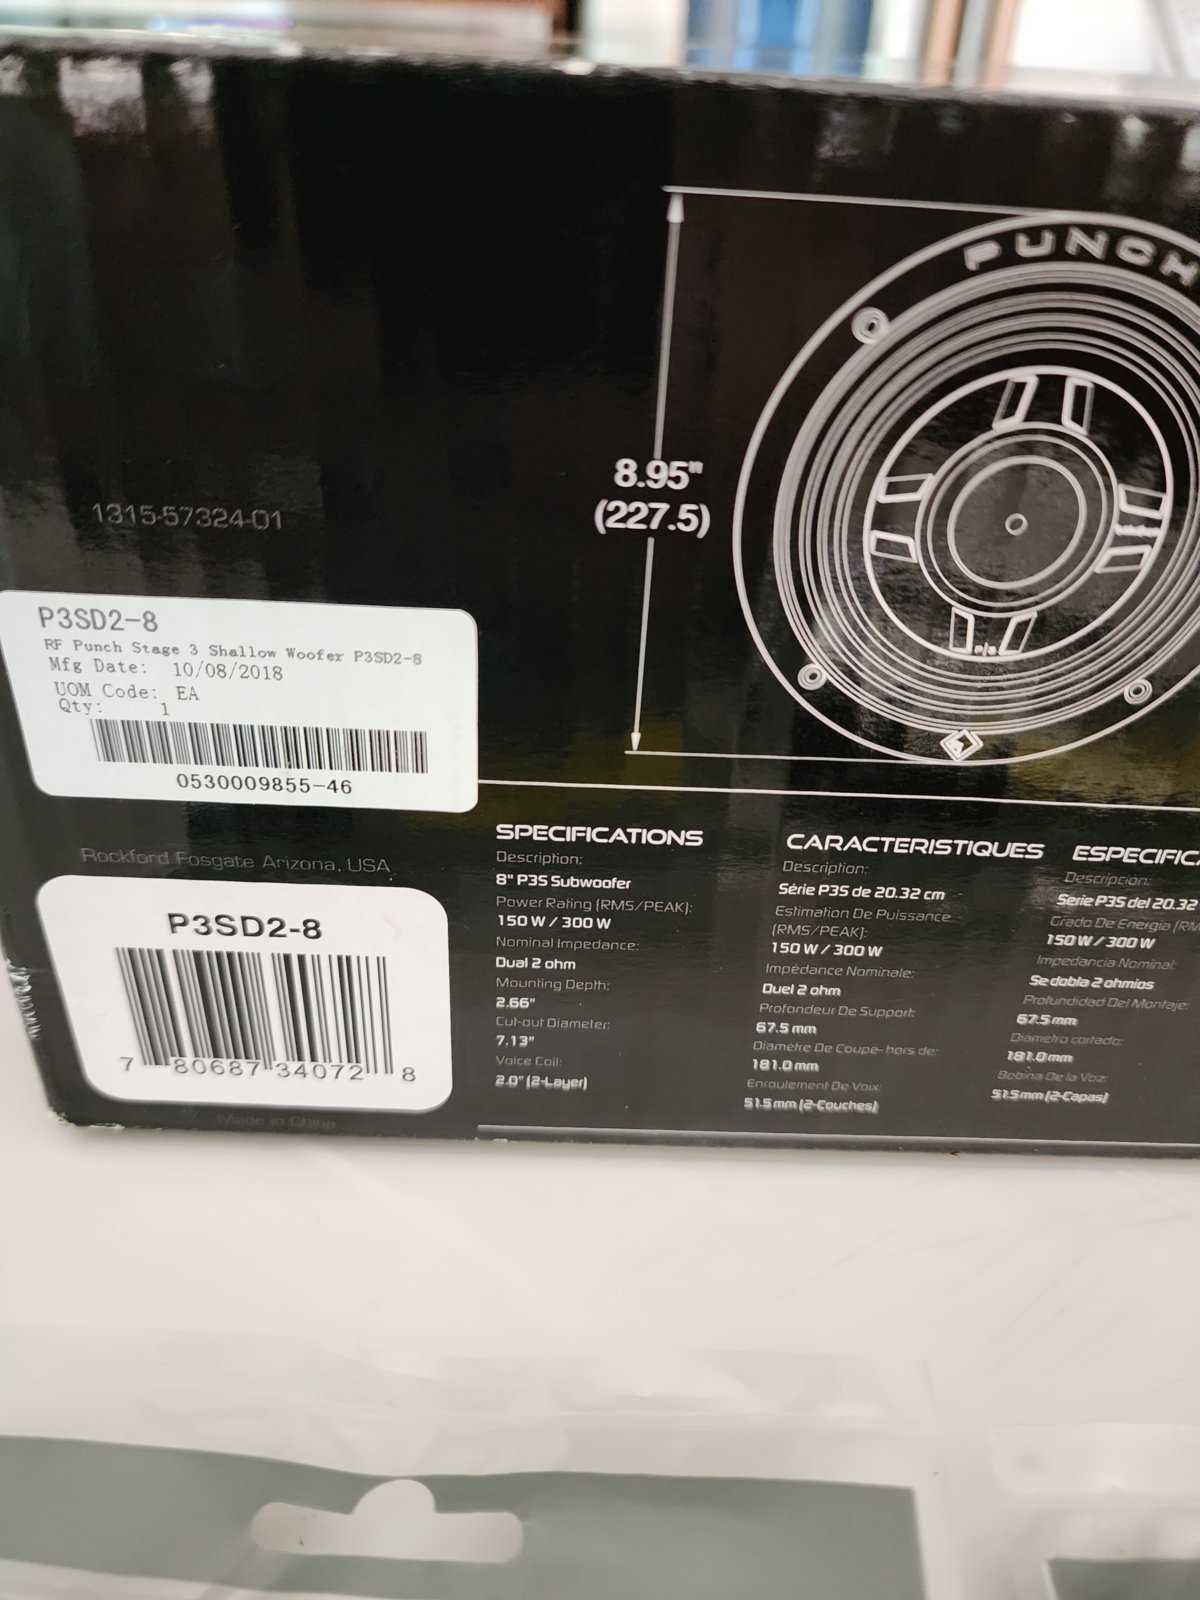 PUNCH
8.95"
(227.5)
1315-57324-01
P3SD2-8
RF Punch Stage 3 Shallow Woofer P3SD2-8
Mfg Date: 10/08/2018
UOM Code: EA
Qty: 1
0530009855-46
Rockford Fosgate Arizona, USA
P3SD2-8
7 80687 34072 8
Made in China
SPECIFICATIONS
Description:
8" P3S Subwoofer
Power Rating (RMS/PEAK):
150 W / 300 W
Nominal Impedance:
Dual 2 ohm
Mounting Depth:
2.66"
Cut-out Diameter:
7.13"
Voice Coil:
2.0" (2-Layer)
CARACTERISTIQUES
Description:
Série P3S de 20.32 cm
Estimation De Puissance
(RMS/PEAK):
150 W / 300 W
Impédance Nominale:
Duel 2 ohm
Profondeur De Support:
67.5 mm
Diamètre De Coupe- hors de:
181.0 mm
Enroulement De Voix:
51.5 mm (2-Couches)
ESPECIFIC
Descripción:
Serie P3S del 20.32
Grado De Energía (RM
150 W / 300 W
Impedancia Nominal:
Se dobla 2 ohmios
Profundidad Del Montaje:
67.5 mm
Diametro cortado:
181.0 mm
Bobina De la Voz:
51.5 mm (2-Capas)